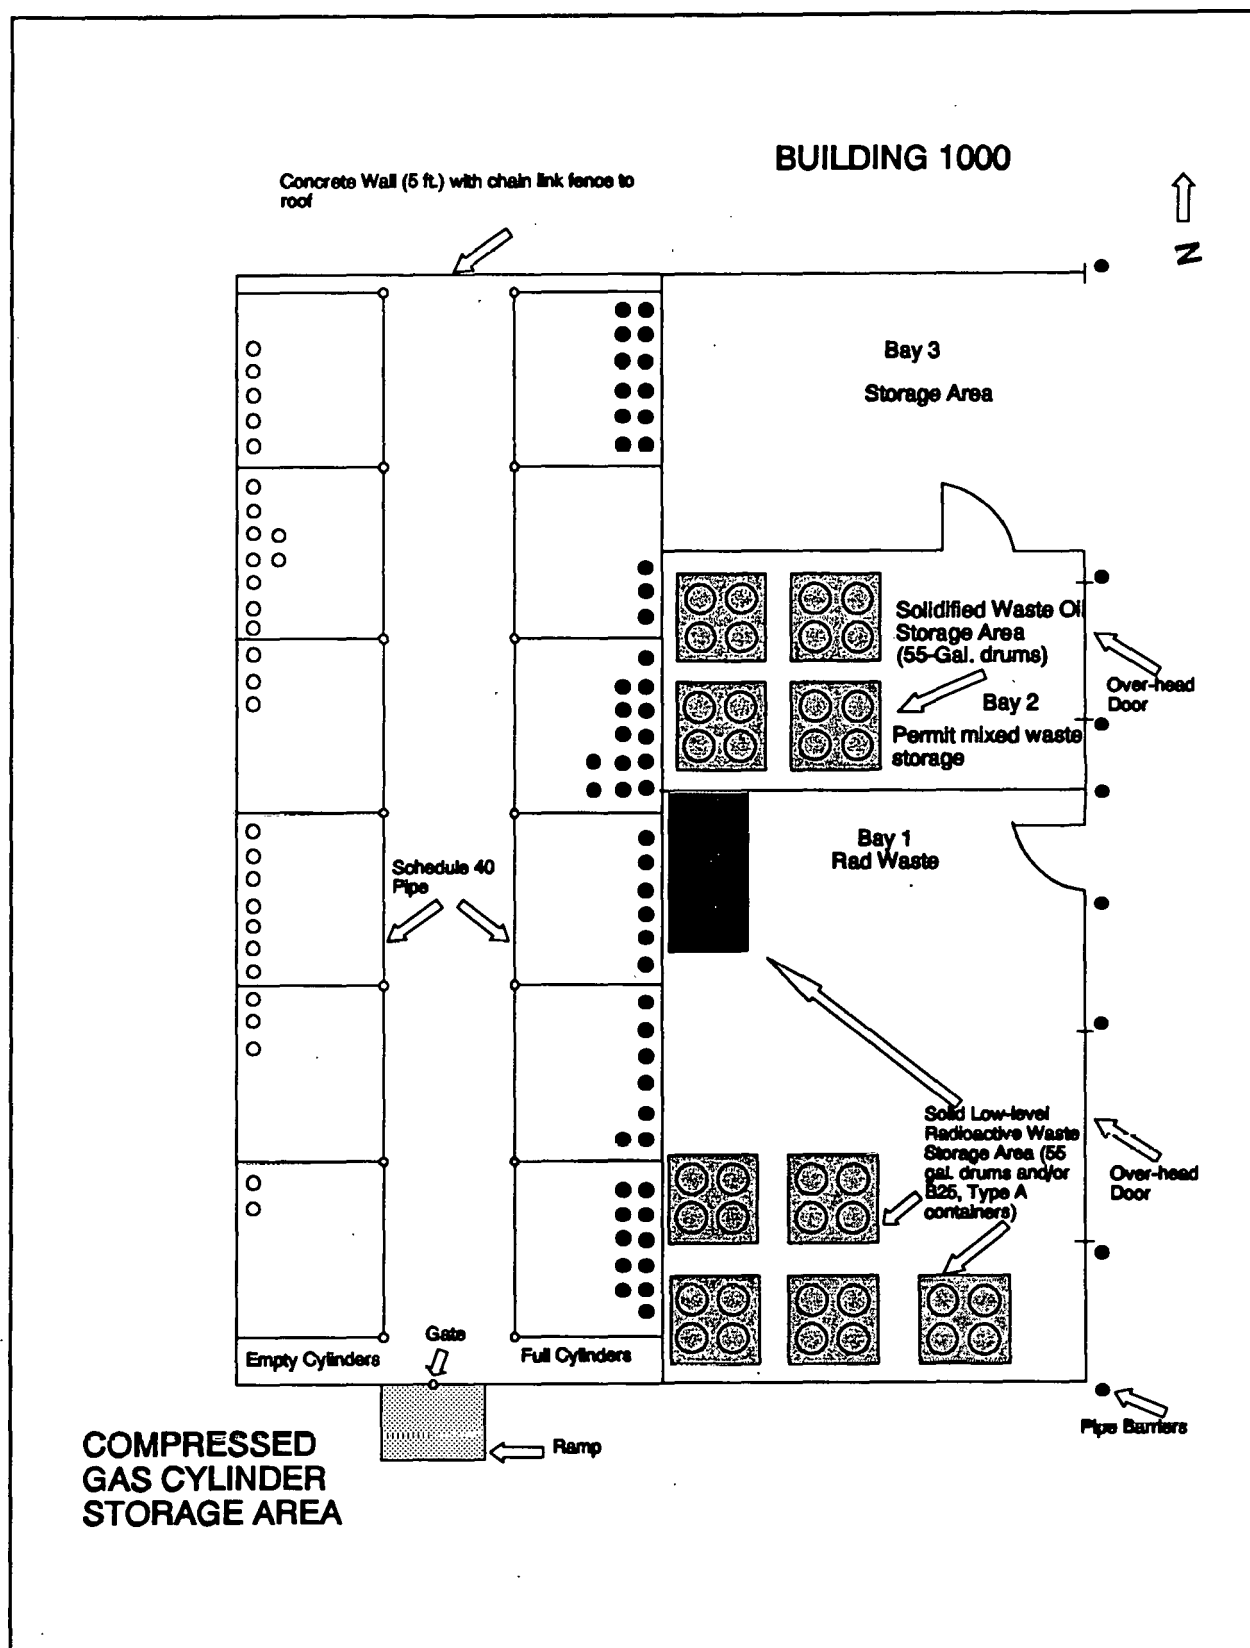 BUILDING 1000
Concrete Wall (5 ft.) with chain link fence to
roof
N
Bay 3
Storage Area
Solidified Waste Oil
Storage Area
(55-Gal. drums)
Over-head
Door
Bay 2
Permit mixed waste
storage
Bay 1
Rad Waste
Schedule 40
Pipe
Solid Low-level
Radioactive Waste
Storage Area (55
gal. drums and/or
B25, Type A
containers)
Over-head
Door
Gate
Empty Cylinders
Full Cylinders
Pipe Barriers
Ramp
COMPRESSED
GAS CYLINDER
STORAGE AREA